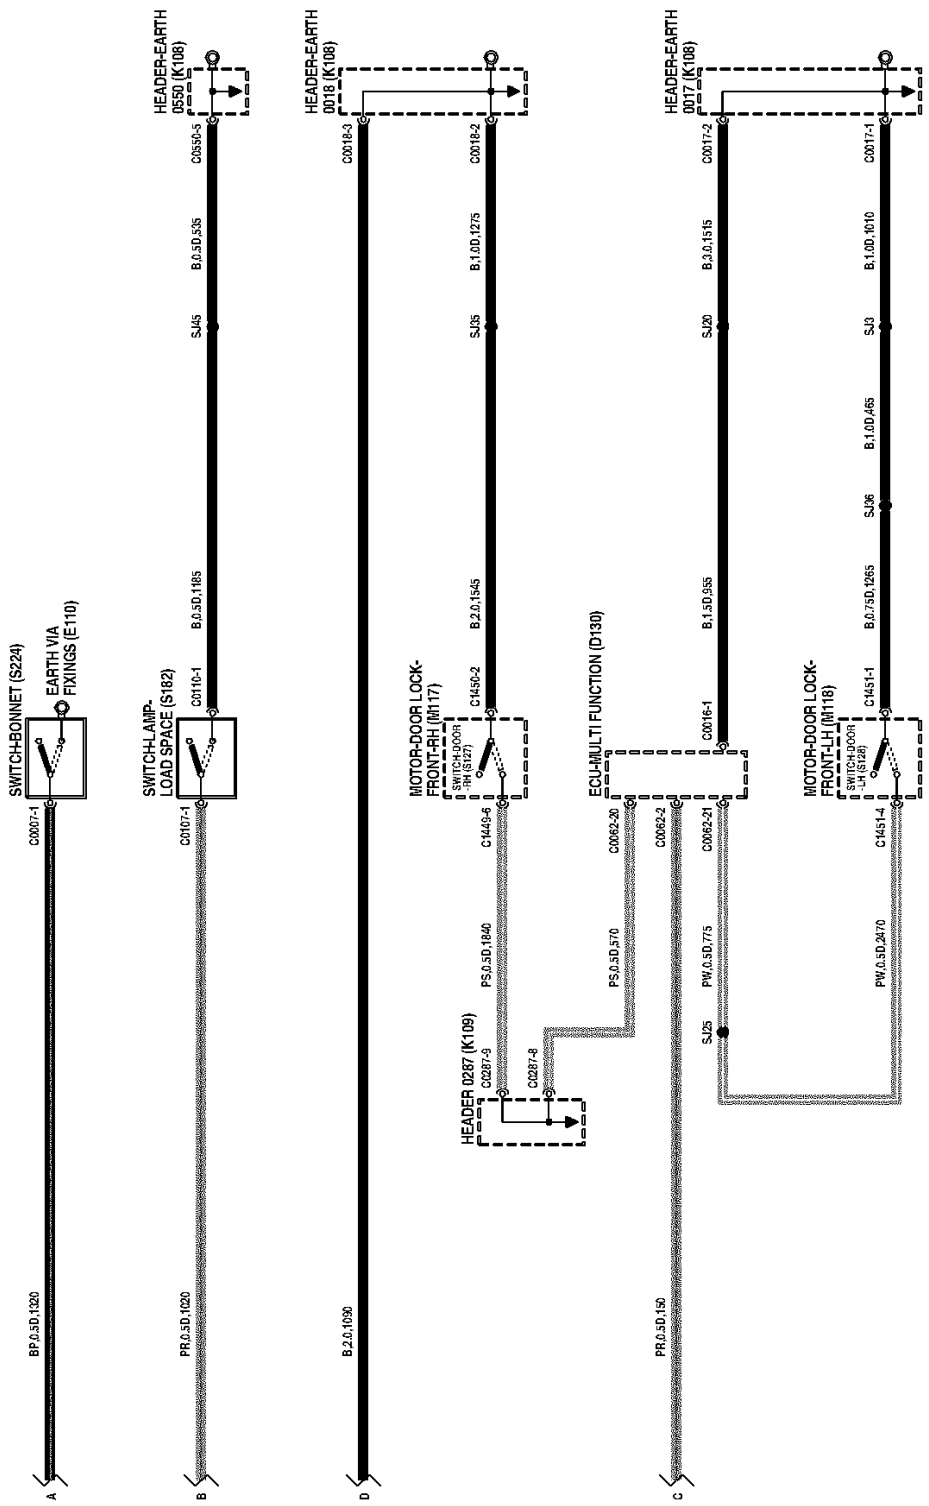 SWITCH-BONNET (S224)
EARTH VIA
FIXINGS (E110)
C0007-1
BP,0.5D,1320
A
HEADER-EARTH
0550 (K108)
C0550-5
B,0.5D,535
SJ45
B,0.5D,1185
C0110-1
SWITCH-LAMP-
LOAD SPACE (S182)
C0107-1
PR,0.5D,1020
B
HEADER-EARTH
0018 (K108)
C0018-3
B,2.0,1090
D
C0018-2
B,1.0D,1275
SJ35
B,2.0,1545
C1450-2
MOTOR-DOOR LOCK-
FRONT-RH (M117)
SWITCH-DOOR
-RH (S127)
C1449-6
PS,0.5D,1840
C0287-9
HEADER 0287 (K109)
C0287-8
PS,0.5D,570
C0062-20
ECU-MULTI FUNCTION (D130)
C0062-2
PR,0.5D,150
C
HEADER-EARTH
0017 (K108)
C0017-2
B,3.0,1515
SJ20
B,1.5D,955
C0016-1
C0062-21
PW,0.5D,775
SJ25
C0017-1
B,1.0D,1010
SJ3
B,1.0D,465
SJ36
B,0.75D,1265
C1451-1
MOTOR-DOOR LOCK-
FRONT-LH (M118)
SWITCH-DOOR
-LH (S128)
C1451-4
PW,0.5D,2470